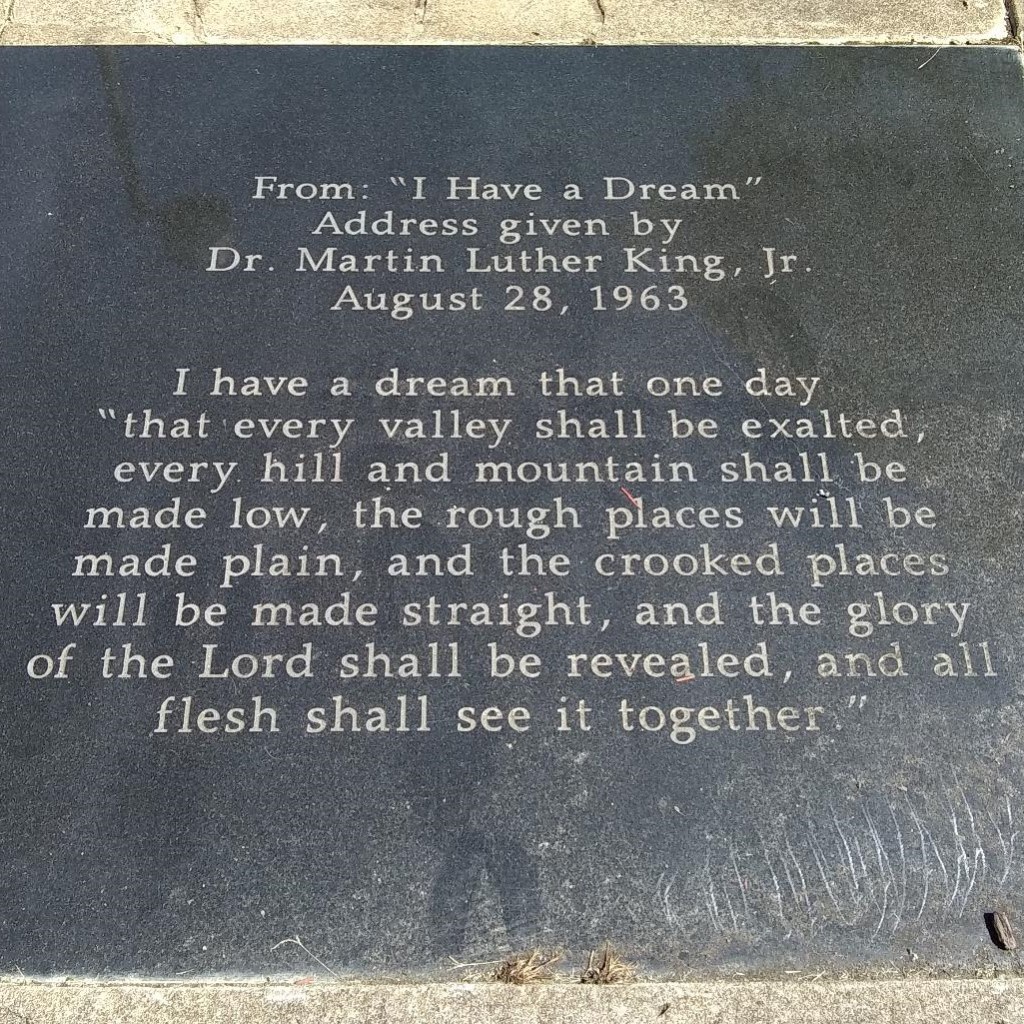 From: "I Have a Dream"
Address given by
Dr. Martin Luther King, Jr.
August 28, 1963
I have a dream that one day
"that every valley shall be exalted,
every hill and mountain shall be
made low, the rough places will be
made plain, and the crooked places
will be made straight, and the glory
of the Lord shall be revealed, and all
flesh shall see it together."